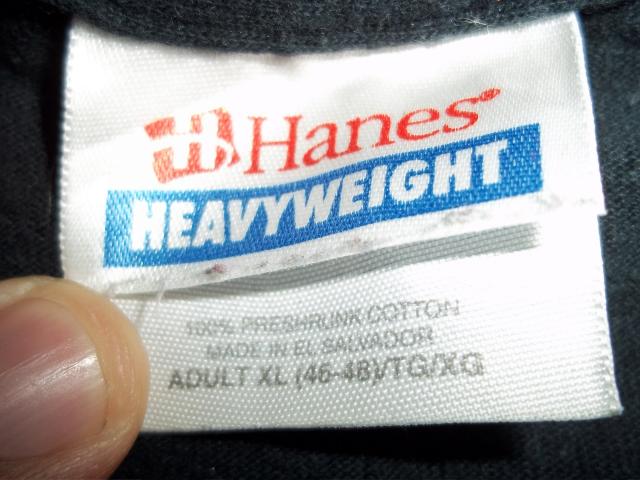 Hanes
HEAVYWEIGHT
100% PRESHRUNK COTTON
MADE IN EL SALVADOR
ADULT XL (46-48)/TG/XG